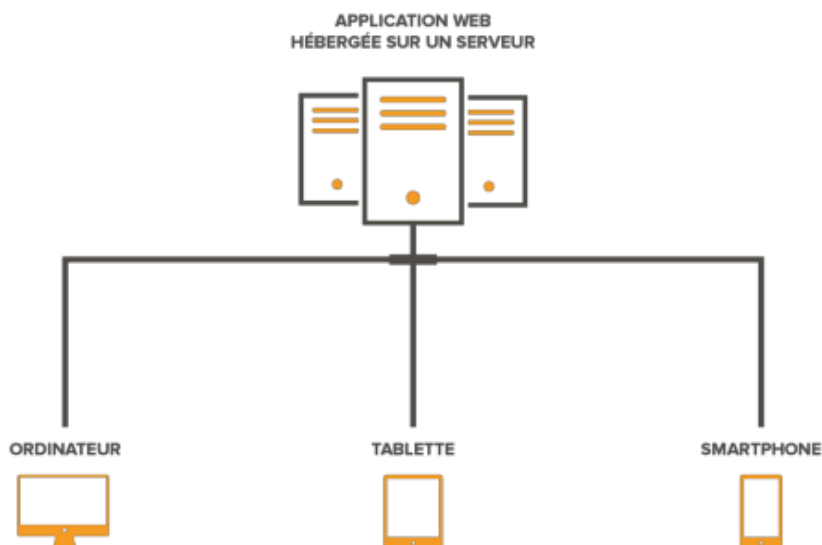 APPLICATION WEB
HÉBERGÉE SUR UN SERVEUR
ORDINATEUR
TABLETTE
SMARTPHONE